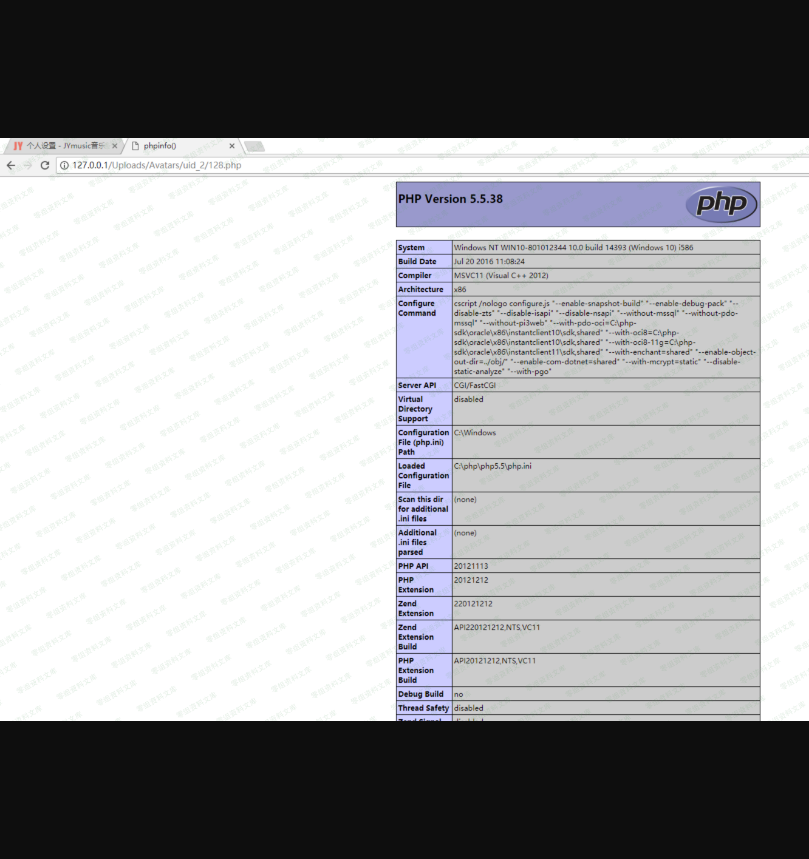 JY 个人设置 - JYmusic音乐
phpinfo()
127.0.0.1/Uploads/Avatars/uid_2/128.php
PHP Version 5.5.38
php
System Windows NT WIN10-801012344 10.0 build 14393 (Windows 10) i586
Build Date Jul 20 2016 11:08:24
Compiler MSVC11 (Visual C++ 2012)
Architecture x86
Configure Command cscript /nologo configure.js "--enable-snapshot-build" "--enable-debug-pack" "--
disable-zts" "--disable-isapi" "--disable-nsapi" "--without-mssql" "--without-pdo-
mssql" "--without-pi3web" "--with-pdo-oci=C:\php-
sdk\oracle\x86\instantclient10\sdk,shared" "--with-oci8=C:\php-
sdk\oracle\x86\instantclient10\sdk,shared" "--with-oci8-11g=C:\php-
sdk\oracle\x86\instantclient11\sdk,shared" "--with-enchant=shared" "--enable-object-
out-dir=../obj/" "--enable-com-dotnet=shared" "--with-mcrypt=static" "--disable-
static-analyze" "--with-pgo"
Server API CGI/FastCGI
Virtual Directory Support disabled
Configuration File (php.ini) Path C:\Windows
Loaded Configuration File C:\php\php5.5\php.ini
Scan this dir for additional .ini files (none)
Additional .ini files parsed (none)
PHP API 20121113
PHP Extension 20121212
Zend Extension 220121212
Zend Extension Build API220121212,NTS,VC11
PHP Extension Build API20121212,NTS,VC11
Debug Build no
Thread Safety disabled